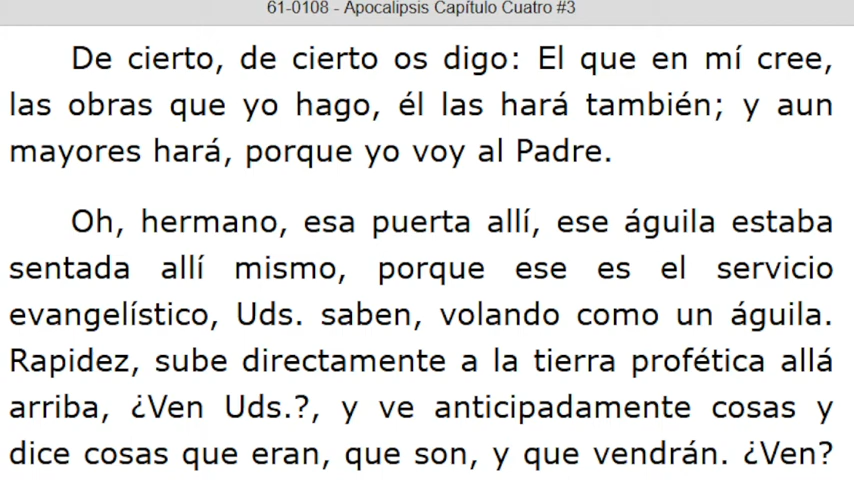 61-0108 - Apocalipsis Capítulo Cuatro #3
De cierto, de cierto os digo: El que en mí cree,
las obras que yo hago, él las hará también; y aun
mayores hará, porque yo voy al Padre.
Oh, hermano, esa puerta allí, ese águila estaba
sentada allí mismo, porque ese es el servicio
evangelístico, Uds. saben, volando como un águila.
Rapidez, sube directamente a la tierra profética allá
arriba, ¿Ven Uds.?, y ve anticipadamente cosas y
dice cosas que eran, que son, y que vendrán. ¿Ven?